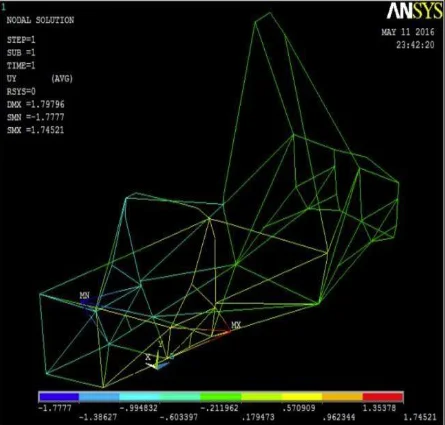 1
NODAL SOLUTION
ANSYS
STEP=1
SUB =1
TIME=1
UY (AVG)
RSYS=0
DMX =1.79796
SMN =-1.7777
SMX =1.74521
MAY 11 2016
23:42:20
MN
MX
Y
X
-1.7777 -.994832 -.211962 .570909 1.35378
-1.38627 -.603397 .179473 .962344 1.74521